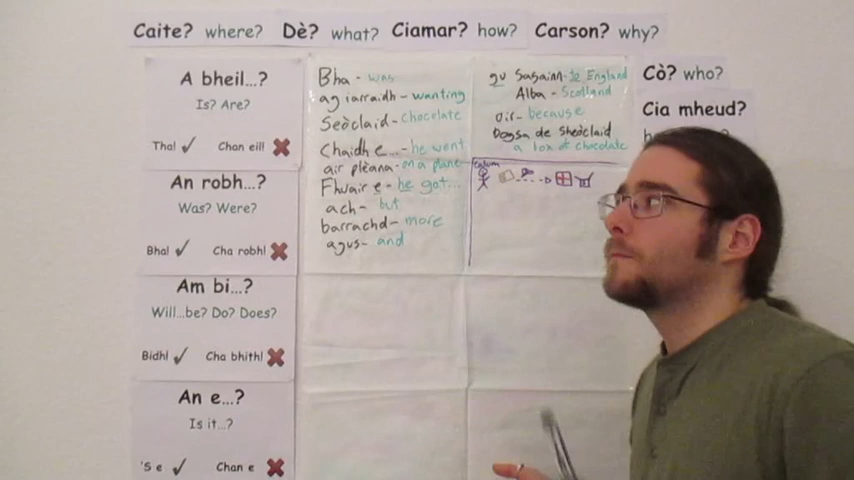 Caite? where?
Dè? what?
Ciamar? how?
Carson? why?
Cò? who?
Cia mheud?
A bheil...?
Is? Are?
Tha! Chan eil!
An robh...?
Was? Were?
Bha! Cha robh!
Am bi...?
Will...be? Do? Does?
Bidh! Cha bhith!
An e...?
Is it...?
'S e Chan e
Bha - was
ag iarraidh - wanting
Seòclaid - chocolate
Chaidh e... - he went
air plèana - on a plane
Fhuair e - he got...
ach - but
barrachd - more
agus - and
gu Sasainn - to England
Alba - Scotland
oir - because
Bogsa de Sheòclaid
a box of chocolate
Calum